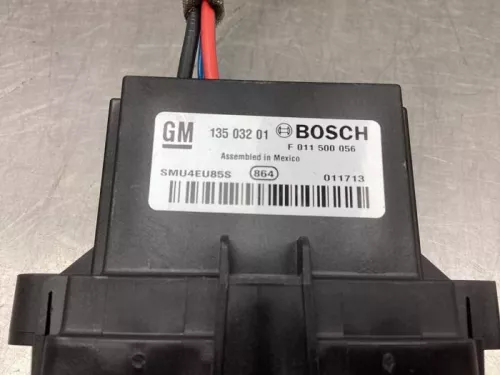 GM 135 032 01 BOSCH
F 011 500 056
Assembled in Mexico
SMU4EU85S 864 011713